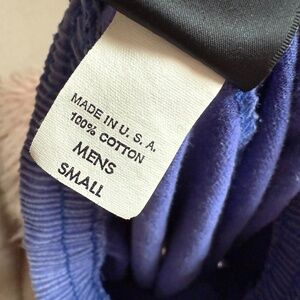 MADE IN U. S. A.
100% COTTON
MENS
SMALL